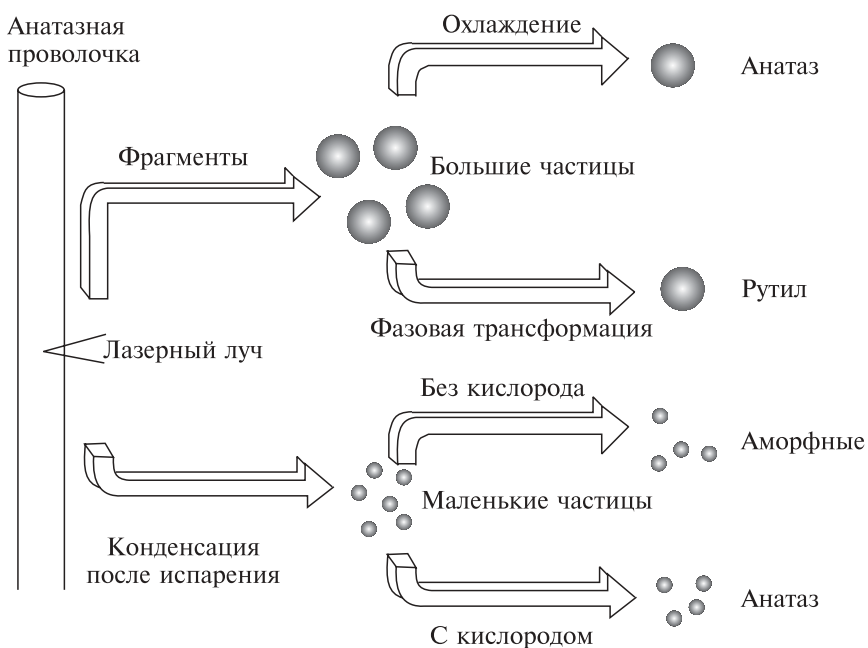 Анатазная
проволочка
Охлаждение
Анатаз
Фрагменты
Большие частицы
Рутил
Фазовая трансформация
Лазерный луч
Без кислорода
Аморфные
Маленькие частицы
Конденсация
после испарения
Анатаз
С кислородом